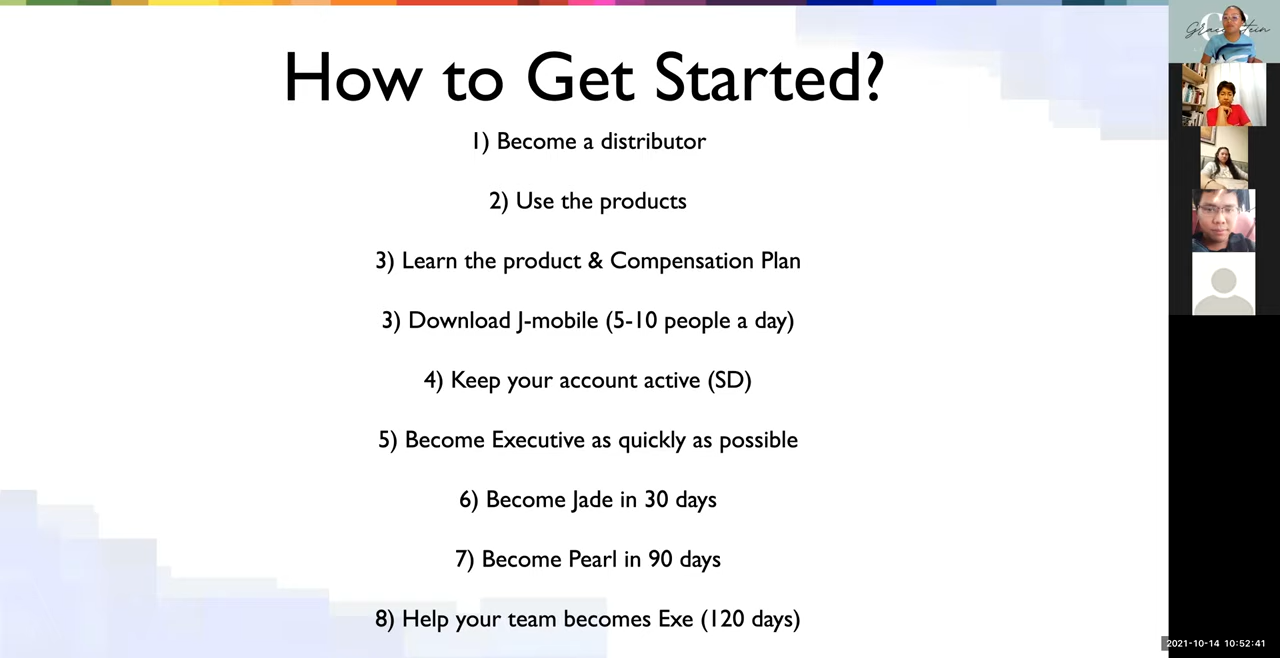 How to Get Started?
1) Become a distributor
2) Use the products
3) Learn the product & Compensation Plan
3) Download J-mobile (5-10 people a day)
4) Keep your account active (SD)
5) Become Executive as quickly as possible
6) Become Jade in 30 days
7) Become Pearl in 90 days
8) Help your team becomes Exe (120 days)
2021-10-14 10:52:41